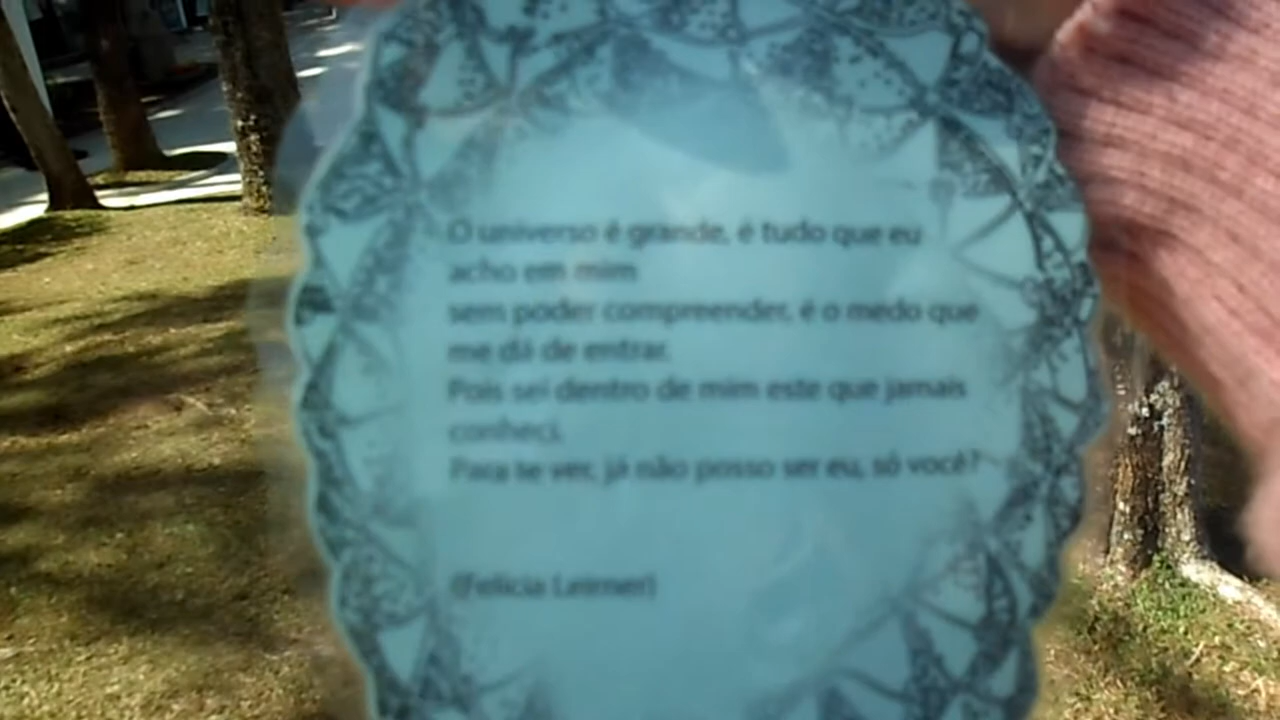 O universo é grande, é tudo que eu
acho em mim
sem poder compreender, é o medo que
me dá de entrar.
Pois sei dentro de mim este que jamais
conheci.
Para te ver, já não posso ser eu, só você?
(Felicia Leirner)